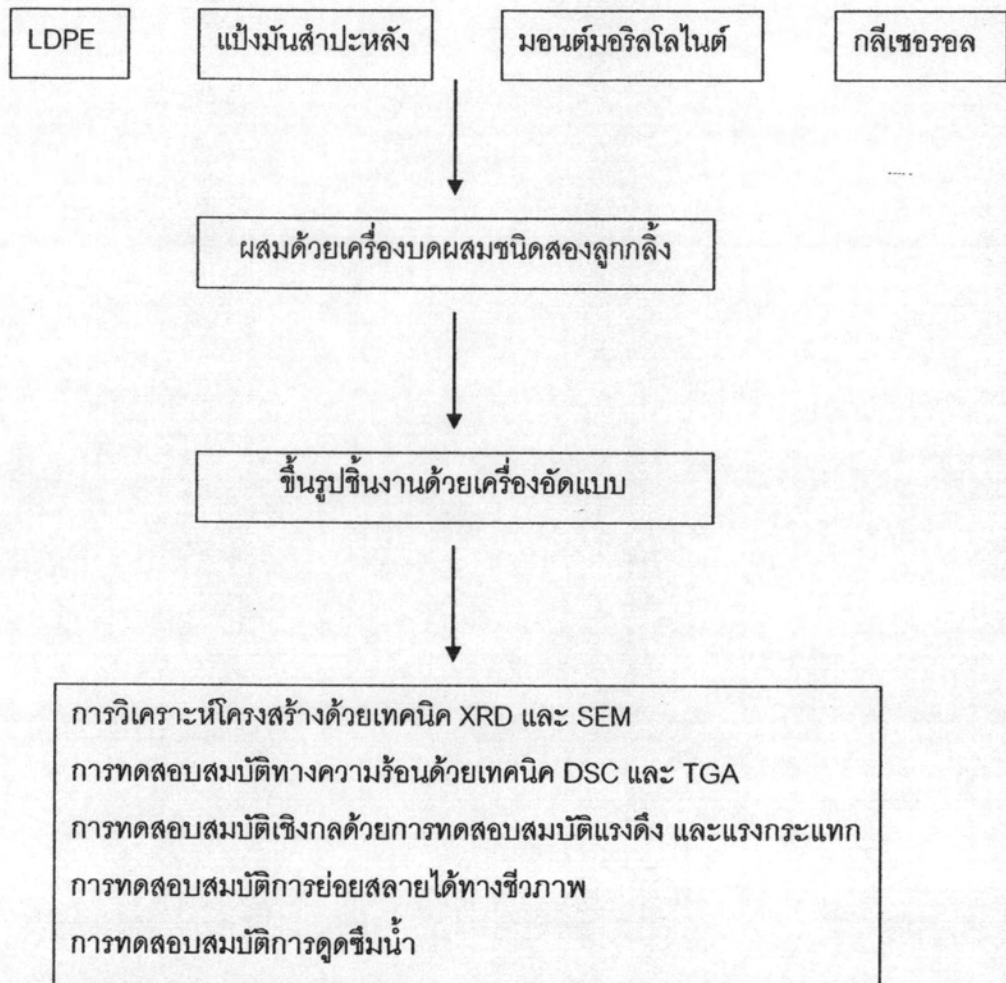 LDPE แป้งมันสำปะหลัง มอนต์มอริลโลไนต์ กลีเซอรอล
ผสมด้วยเครื่องบดผสมชนิดสองลูกกลิ้ง
ขึ้นรูปชิ้นงานด้วยเครื่องอัดแบบ
การวิเคราะห์โครงสร้างด้วยเทคนิค XRD และ SEM
การทดสอบสมบัติทางความร้อนด้วยเทคนิค DSC และ TGA
การทดสอบสมบัติเชิงกลด้วยการทดสอบสมบัติแรงดึง และแรงกระแทก
การทดสอบสมบัติการย่อยสลายได้ทางชีวภาพ
การทดสอบสมบัติการดูดซึมน้ำ